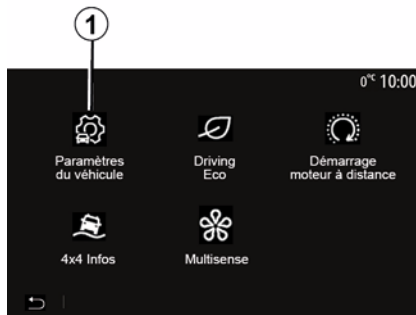 1
0°C 10:00
Paramètres
du véhicule
Driving
Eco
Démarrage
moteur à distance
4x4 Infos
Multisense